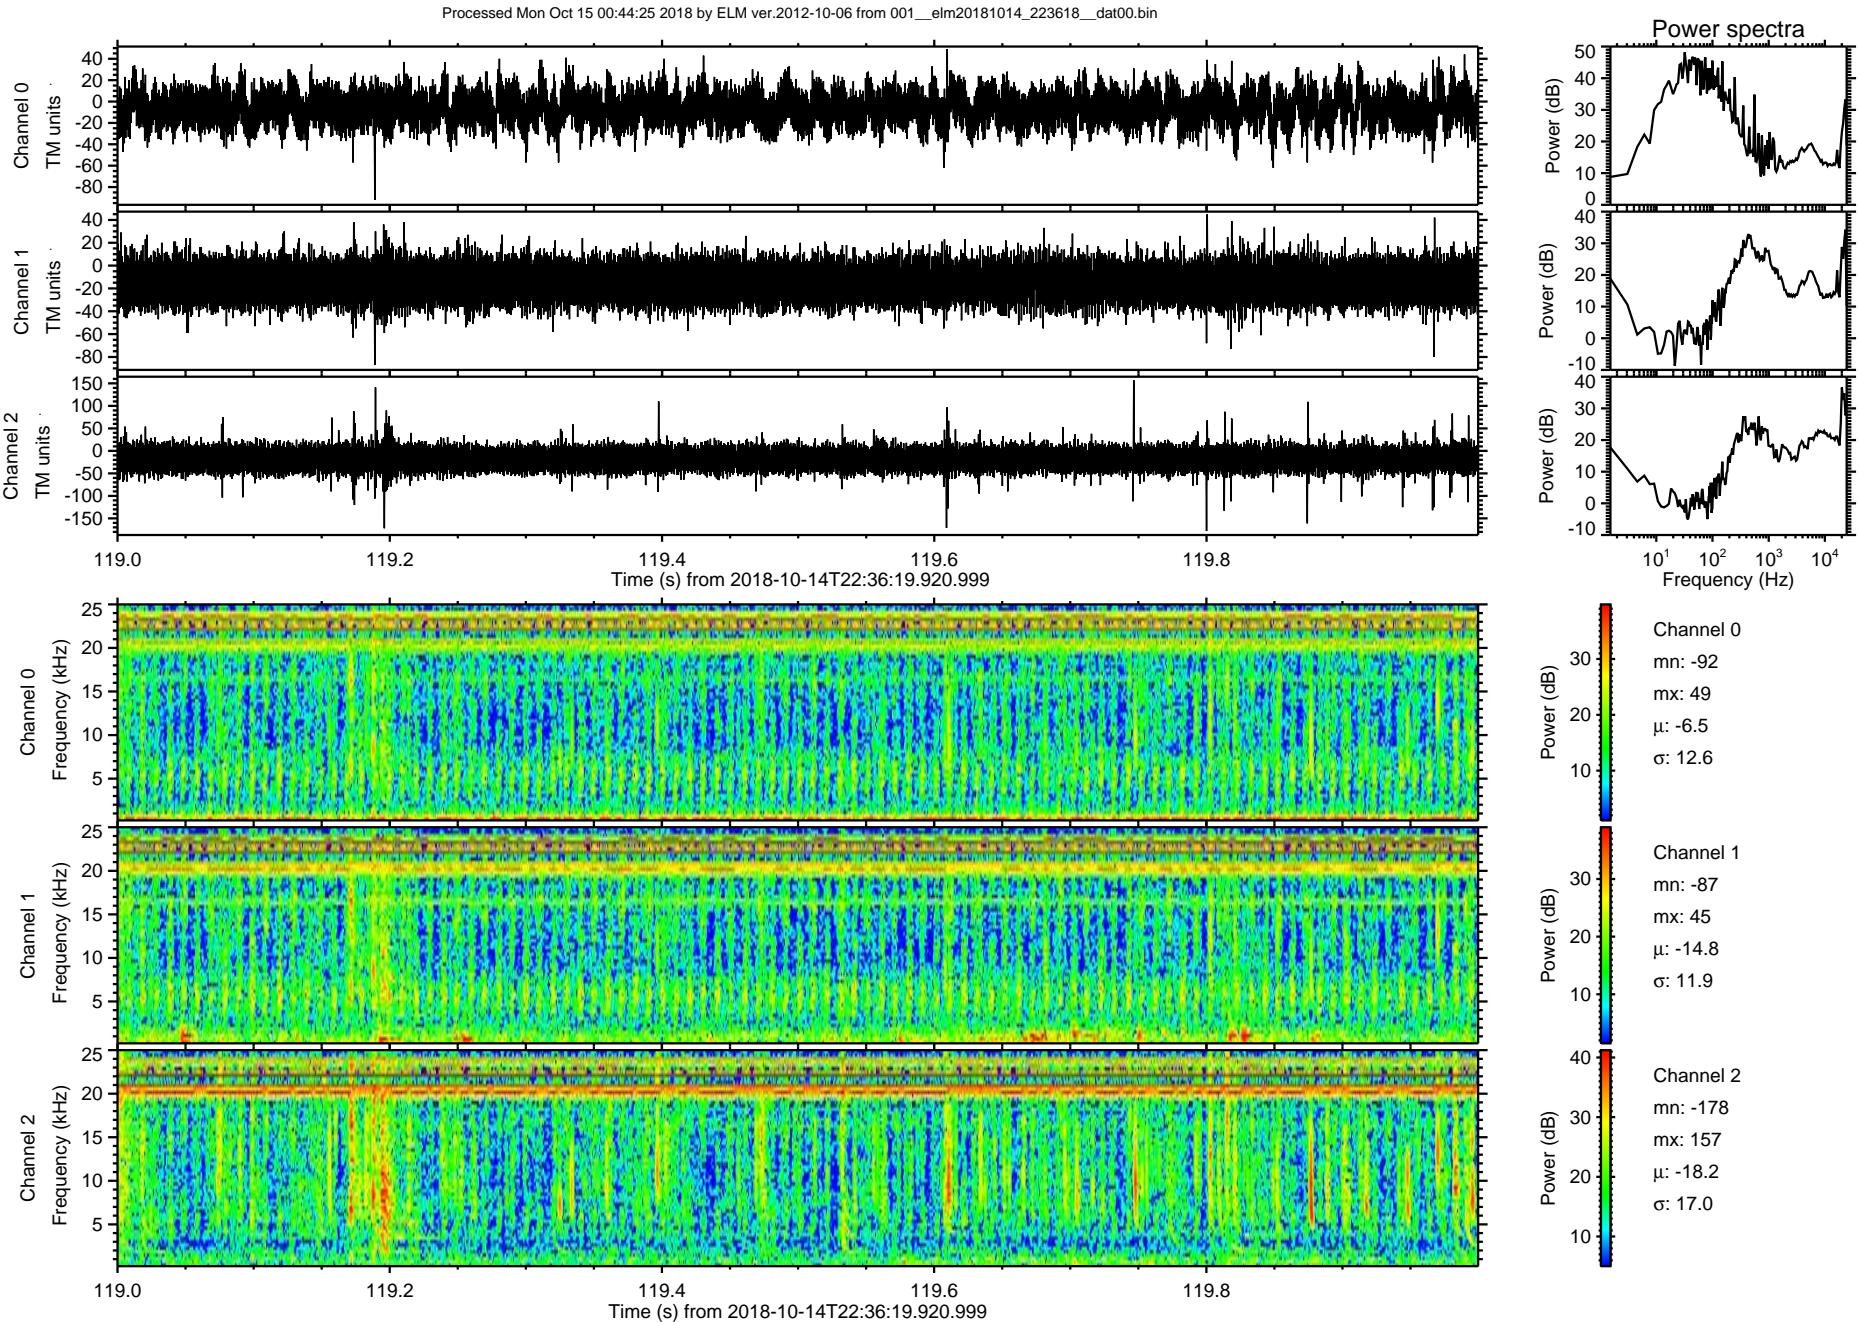 Processed Mon Oct 15 00:44:25 2018 by ELM ver.2012-10-06 from 001__elm20181014_223618__dat00.bin
Power spectra
Channel 0
TM units
40
20
0
-20
-40
-60
-80
Power (dB)
50
40
30
20
10
0
Channel 1
TM units
40
20
0
-20
-40
-60
-80
Power (dB)
40
30
20
10
0
-10
Channel 2
TM units
150
100
50
0
-50
-100
-150
Power (dB)
40
30
20
10
0
-10
119.0 119.2 119.4 119.6 119.8
Time (s) from 2018-10-14T22:36:19.920.999
10¹ 10² 10³ 10⁴
Frequency (Hz)
Channel 0
Frequency (kHz)
25
20
15
10
5
Power (dB)
30
20
10
Channel 0
mn: -92
mx: 49
μ: -6.5
σ: 12.6
Channel 1
Frequency (kHz)
25
20
15
10
5
Power (dB)
30
20
10
Channel 1
mn: -87
mx: 45
μ: -14.8
σ: 11.9
Channel 2
Frequency (kHz)
25
20
15
10
5
Power (dB)
40
30
20
10
Channel 2
mn: -178
mx: 157
μ: -18.2
σ: 17.0
119.0 119.2 119.4 119.6 119.8
Time (s) from 2018-10-14T22:36:19.920.999